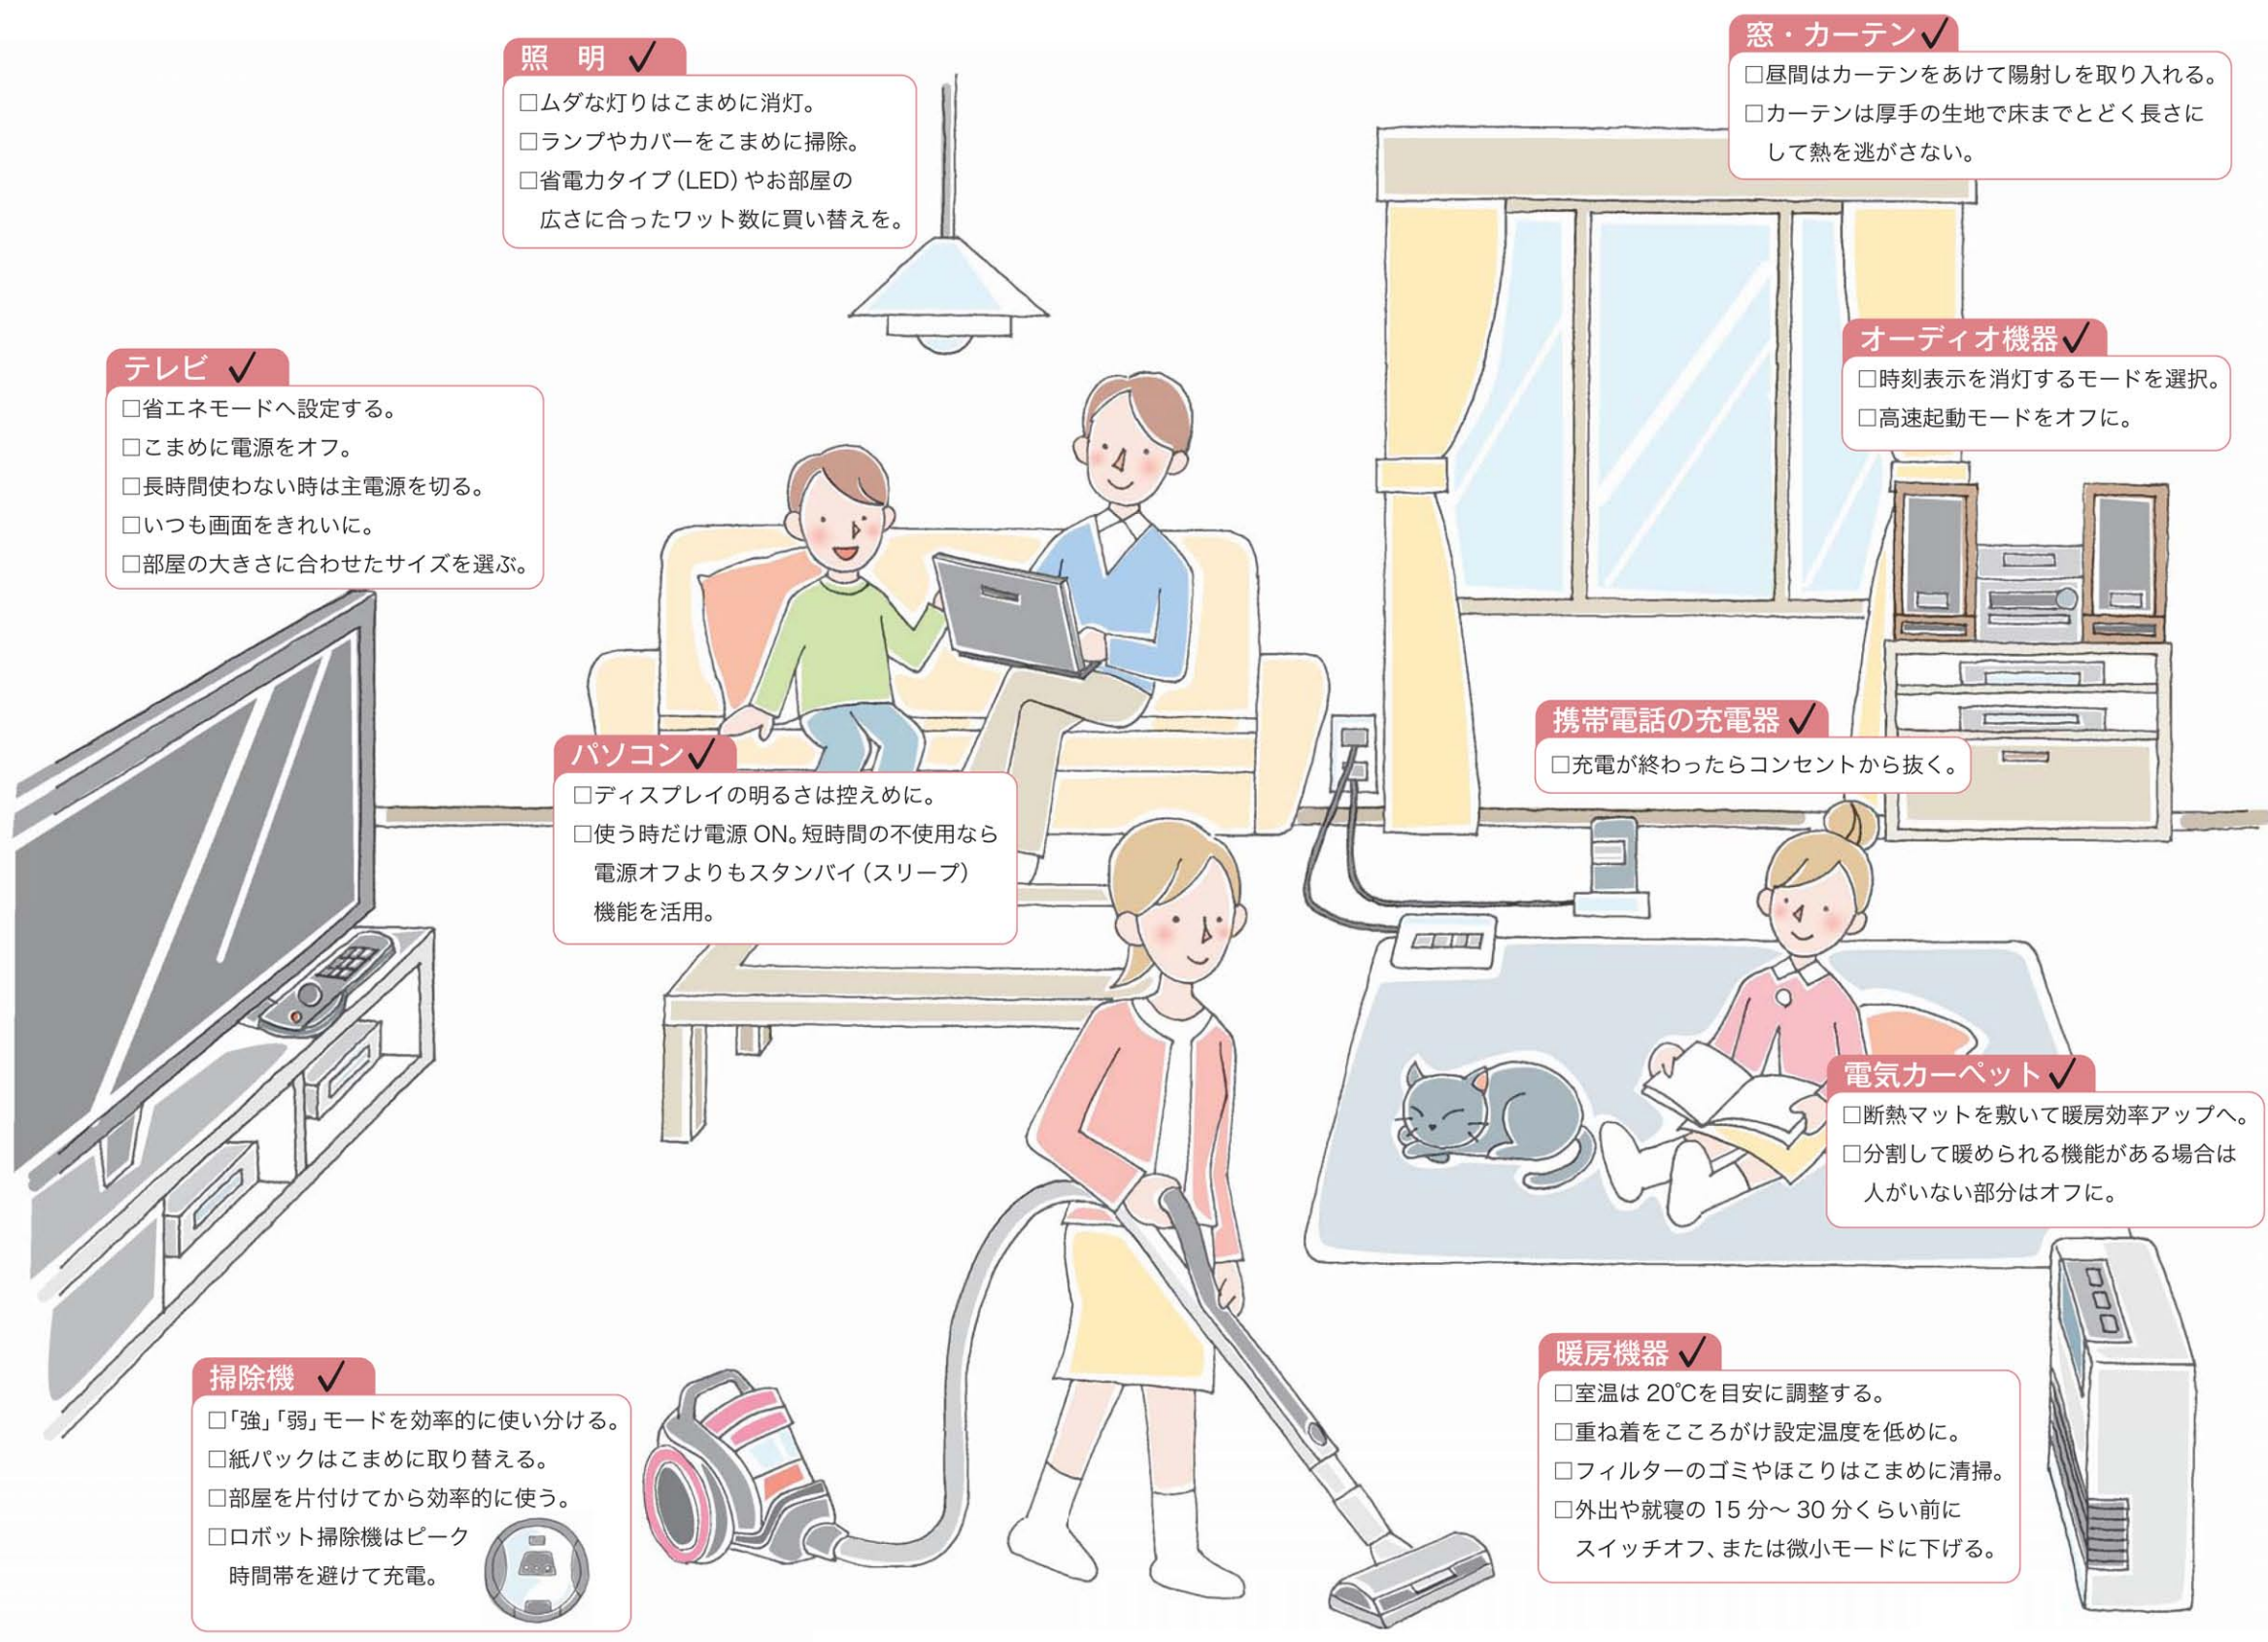 照　明 ✓
□ムダな灯りはこまめに消灯。
□ランプやカバーをこまめに掃除。
□省電力タイプ（LED）やお部屋の
広さに合ったワット数に買い替えを。
窓・カーテン✓
□昼間はカーテンをあけて陽射しを取り入れる。
□カーテンは厚手の生地で床までとどく長さに
して熱を逃がさない。
テレビ ✓
□省エネモードへ設定する。
□こまめに電源をオフ。
□長時間使わない時は主電源を切る。
□いつも画面をきれいに。
□部屋の大きさに合わせたサイズを選ぶ。
オーディオ機器✓
□時刻表示を消灯するモードを選択。
□高速起動モードをオフに。
パソコン✓
□ディスプレイの明るさは控えめに。
□使う時だけ電源 ON。短時間の不使用なら
電源オフよりもスタンバイ（スリープ）
機能を活用。
携帯電話の充電器✓
□充電が終わったらコンセントから抜く。
電気カーペット✓
□断熱マットを敷いて暖房効率アップへ。
□分割して暖められる機能がある場合は
人がいない部分はオフに。
掃除機 ✓
□「強」「弱」モードを効率的に使い分ける。
□紙パックはこまめに取り替える。
□部屋を片付けてから効率的に使う。
□ロボット掃除機はピーク
時間帯を避けて充電。
暖房機器✓
□室温は 20℃を目安に調整する。
□重ね着をこころがけ設定温度を低めに。
□フィルターのゴミやほこりはこまめに清掃。
□外出や就寝の 15 分〜 30 分くらい前に
スイッチオフ、または微小モードに下げる。